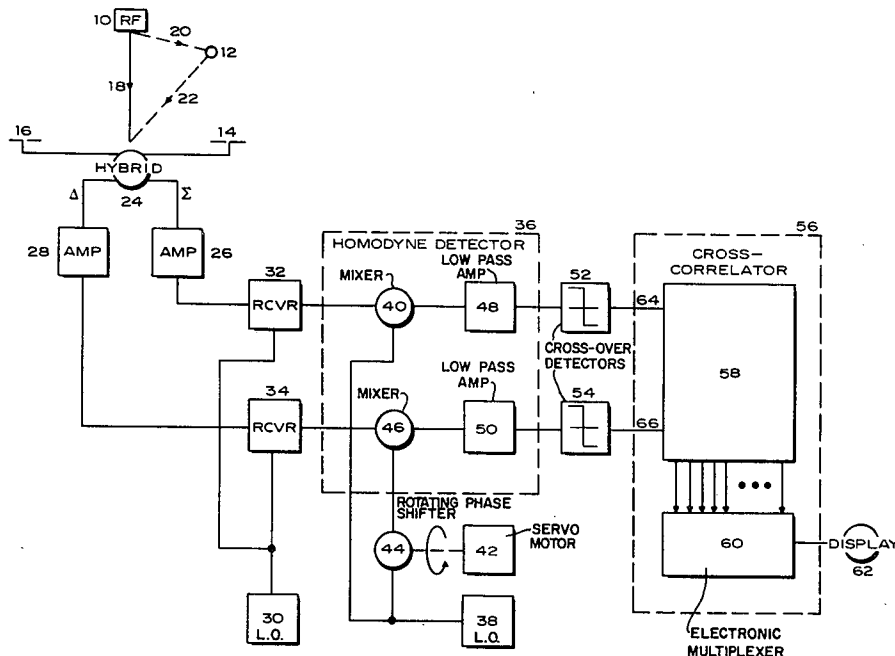 10 RF
20
12
18
22
16
14
HYBRID
24
Δ
Σ
28 AMP
AMP 26
36
HOMODYNE DETECTOR
MIXER
LOW PASS
AMP
32
RCVR
40
48
52
64
CROSS-OVER
DETECTORS
34
RCVR
MIXER
46
LOW PASS
AMP
50
54
66
56
CROSS-
CORRELATOR
58
ROTATING PHASE
SHIFTER
44
42
SERVO
MOTOR
60
DISPLAY
62
30
L.O.
38
L.O.
ELECTRONIC
MULTIPLEXER